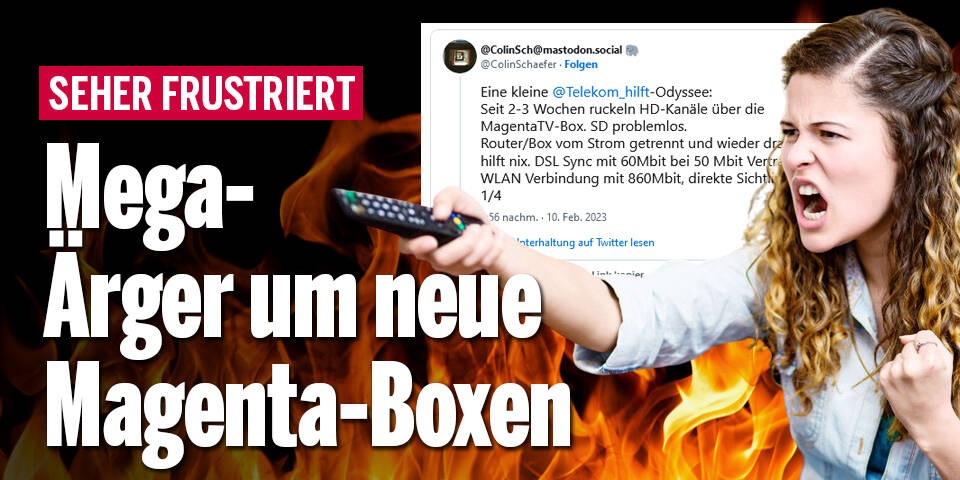 SEHER FRUSTRIERT
Mega-
Ärger um neue
Magenta-Boxen
@ColinSch@mastodon.social
@ColinSchaefer · Folgen
Eine kleine @Telekom_hilft-Odyssee:
Seit 2-3 Wochen ruckeln HD-Kanäle über die
MagentaTV-Box. SD problemlos.
Router/Box vom Strom getrennt und wieder
hilft nix. DSL Sync mit 60Mbit bei 50 Mbit
WLAN Verbindung mit 860Mbit, direkte
1/4
56 nachm. · 10. Feb. 2023
auf Twitter lesen